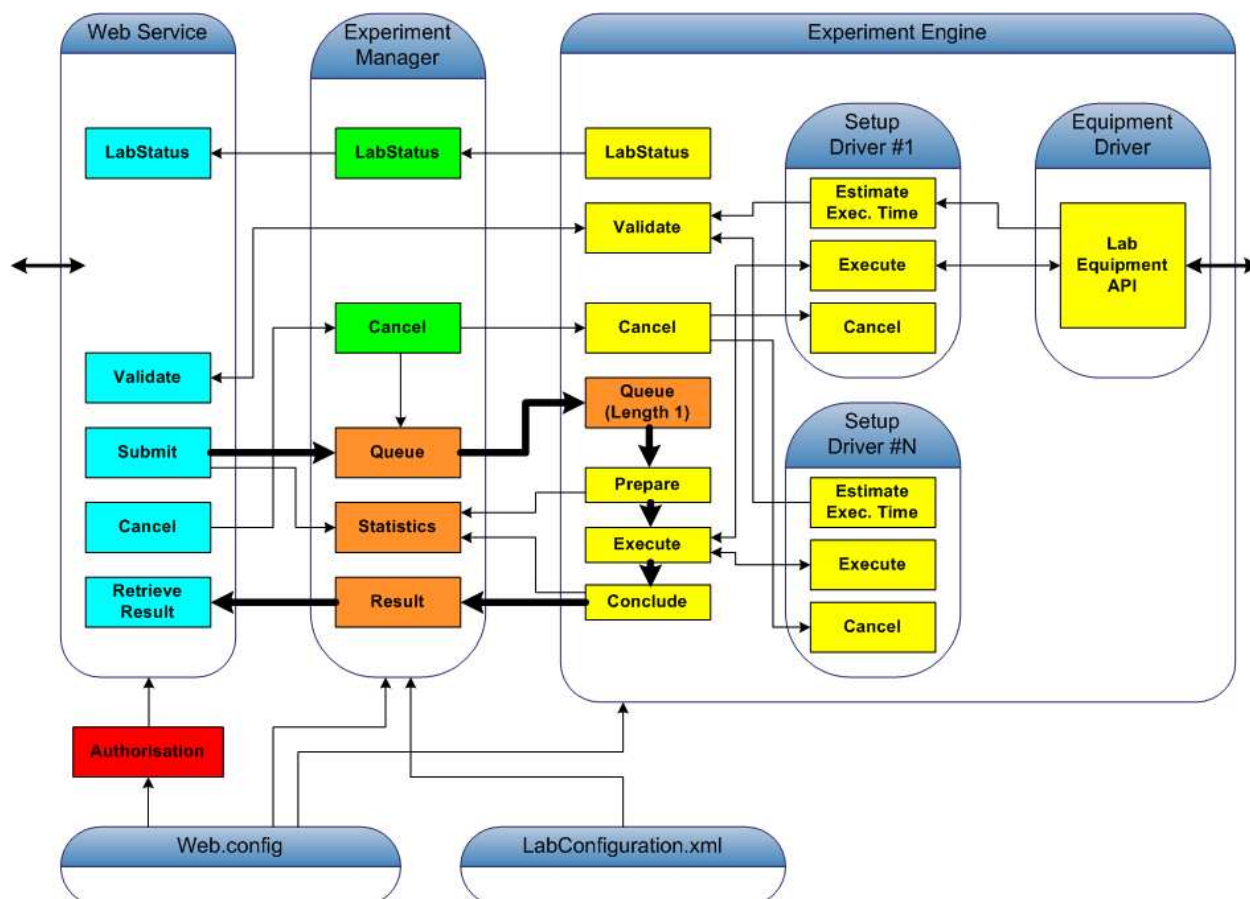 Web Service
Experiment
Manager
Experiment Engine
LabStatus
LabStatus
LabStatus
Setup
Driver #1
Equipment
Driver
Estimate
Exec. Time
Validate
Execute
Lab
Equipment
API
Cancel
Cancel
Cancel
Validate
Queue
(Length 1)
Submit
Queue
Setup
Driver #N
Prepare
Estimate
Exec. Time
Cancel
Statistics
Execute
Execute
Retrieve
Result
Result
Conclude
Cancel
Authorisation
Web.config
LabConfiguration.xml